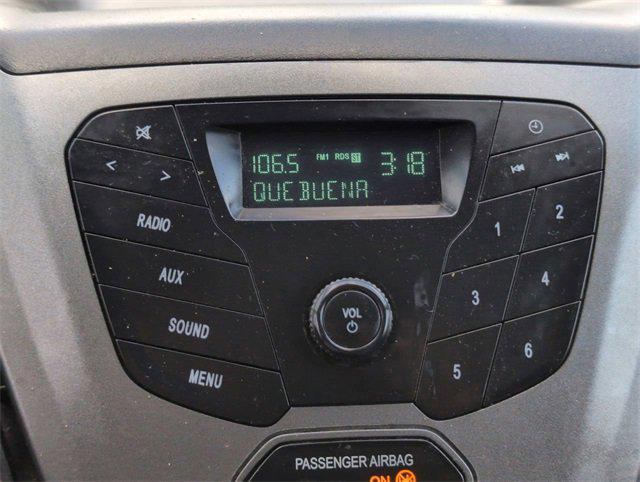 106.5 FM1 RDS ST 3:18
QUE BUENA
< >
RADIO
AUX
SOUND
MENU
VOL
1 2
3 4
5 6
PASSENGER AIRBAG
ON